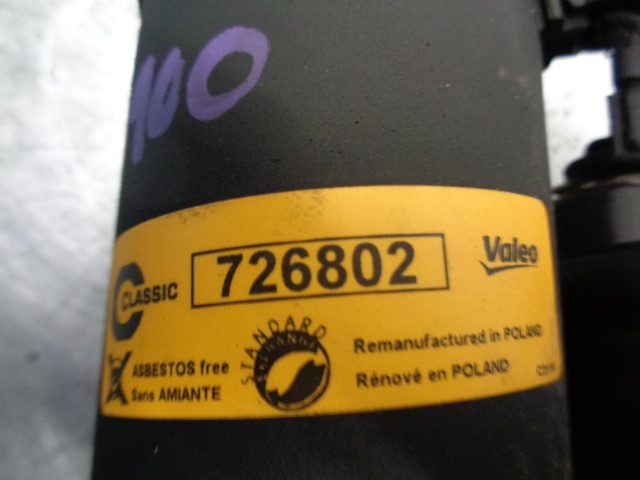 100
C CLASSIC
726802
Valeo
STANDARD
ASBESTOS free
Sans AMIANTE
Remanufactured in POLAND
Rénové en POLAND